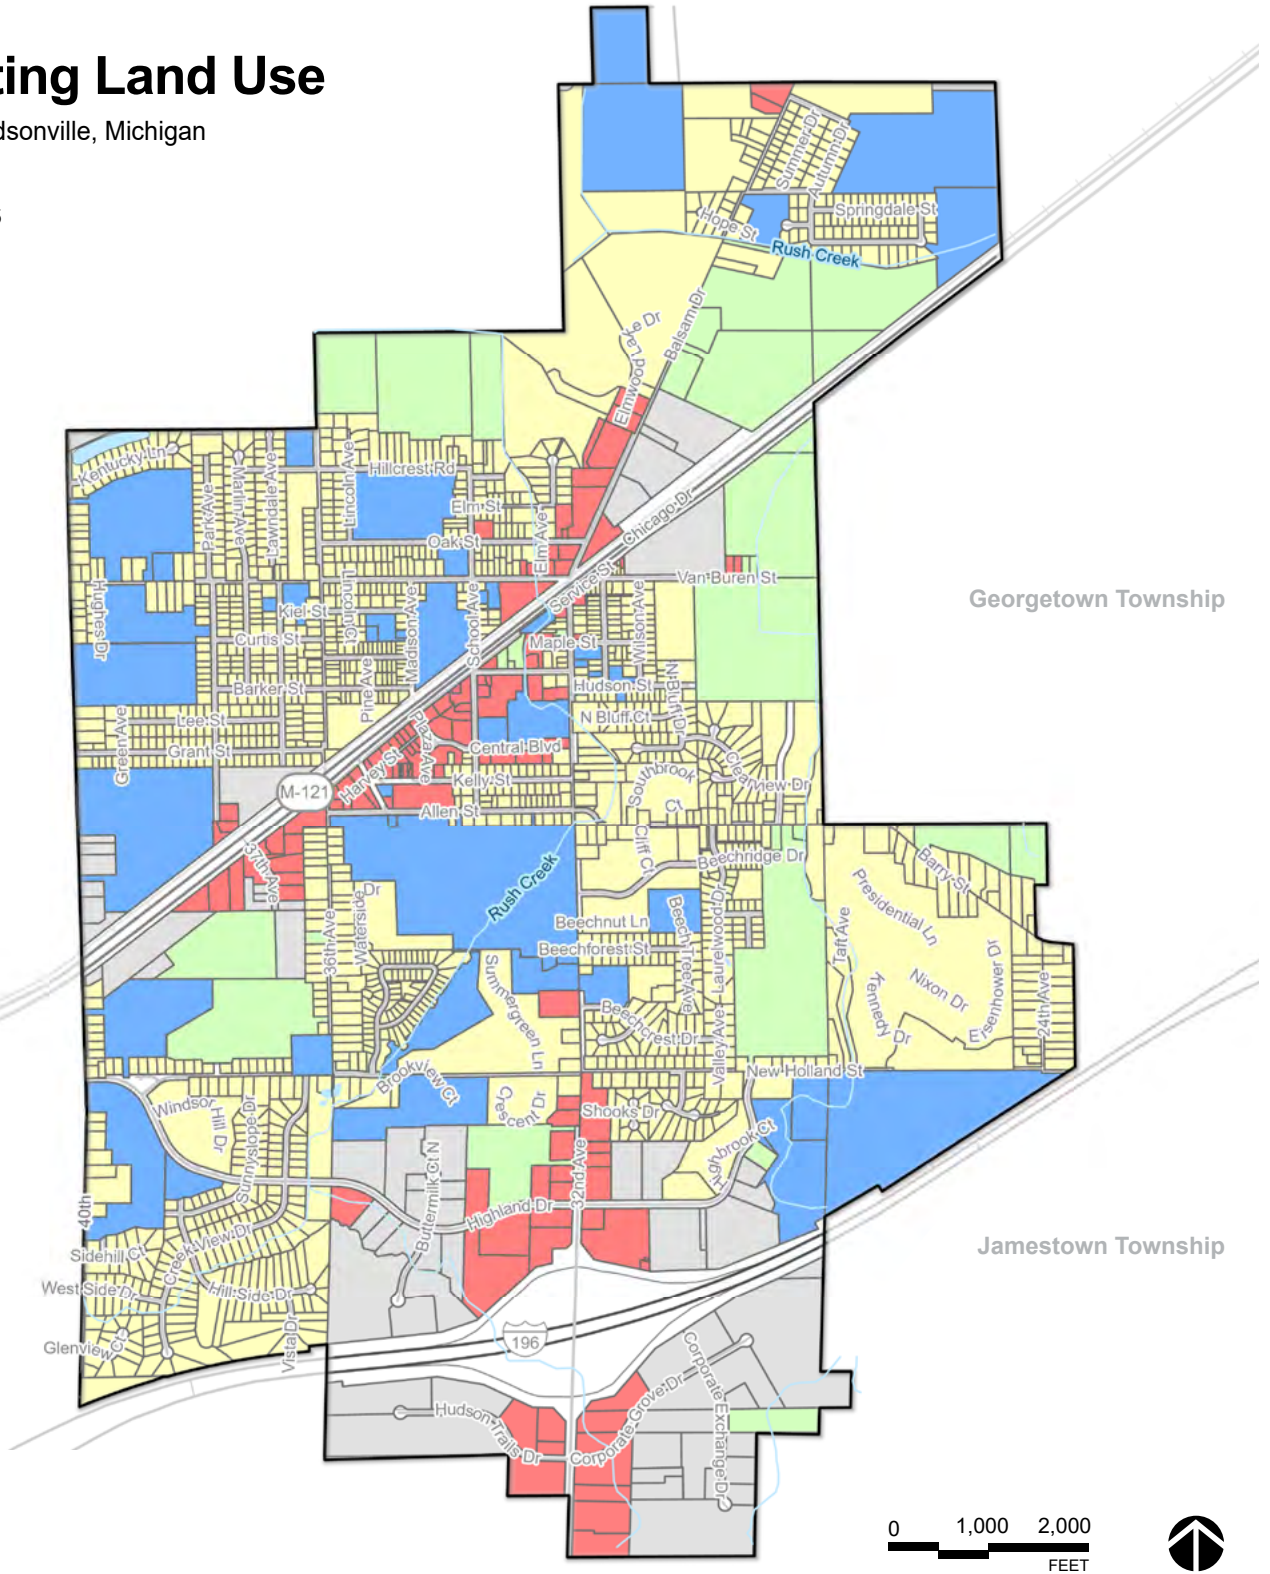 ting Land Use
dsonville, Michigan
s
Summer Dr
Autumn Dr
Springdale St
Hope St
Rush Creek
Elmwood Lake Dr
Balsam Dr
Kentucky Ln
Park Ave
Marlin Ave
Lawndale Ave
Lincoln Ave
Hillcrest Rd
Elm St
Oak St
Elm Ave
Chicago Dr
Service St
Van Buren St
Hughes Dr
Kiel St
Lincoln Ct
Curtis St
Madison Ave
School Ave
Maple St
Wilson Ave
Georgetown Township
Barker St
Pine Ave
Hudson St
N Bluff Dr
Lee St
Green Ave
Grant St
Plaza Ave
N Bluff Ct
Central Blvd
Harvey St
Kelly St
Southbrook Ct
Clearview Dr
M-121
Allen St
37th Ave
Cliff Ct
Beechridge Dr
Barry St
Rush Creek
Waterside Dr
36th Ave
Beechnut Ln
Beechforest St
Beech Tree Ave
Laurelwood Dr
Valley Ave
Taft Ave
Presidential Ln
Nixon Dr
Kennedy Dr
Eisenhower Dr
24th Ave
Summergreen Ln
Beechcrest Dr
New Holland St
Brookview Ct
Crescent Dr
Shooks Dr
Windsor Hill Dr
Sunnyslope Dr
Highbrook Ct
40th
Buttermilk Ct N
32nd Ave
Highland Dr
Sidehill Ct
Creek View Dr
Jamestown Township
West Side Dr
Hill Side Dr
Glenview Ct
Vista Dr
196
Corporate Grove Dr
Corporate Exchange Dr
Hudson Trails Dr
0 1,000 2,000
FEET